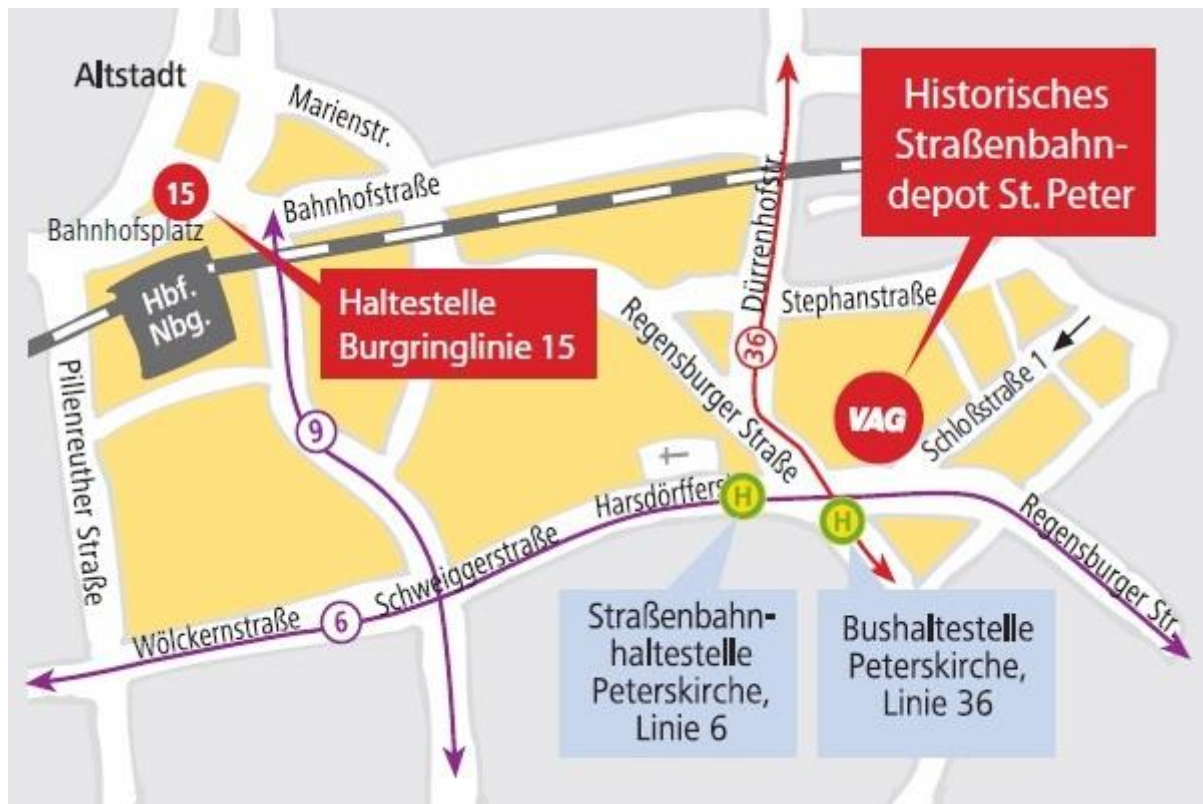 Altstadt
Marienstr.
15
Bahnhofsplatz
Bahnhofstraße
Hbf.
Nbg.
Haltestelle
Burgringlinie 15
Dürrenhofstr.
Historisches
Straßenbahn-
depot St. Peter
Stephanstraße
Regensburger Straße
36
VAG
Schloßstraße 1
Pillenreuther Straße
9
Harsdörfferst
H
H
Regensburger Str
Schweiggerstraße
6
Wölckernstraße
Straßenbahn-
haltestelle
Peterskirche,
Linie 6
Bushaltestelle
Peterskirche,
Linie 36